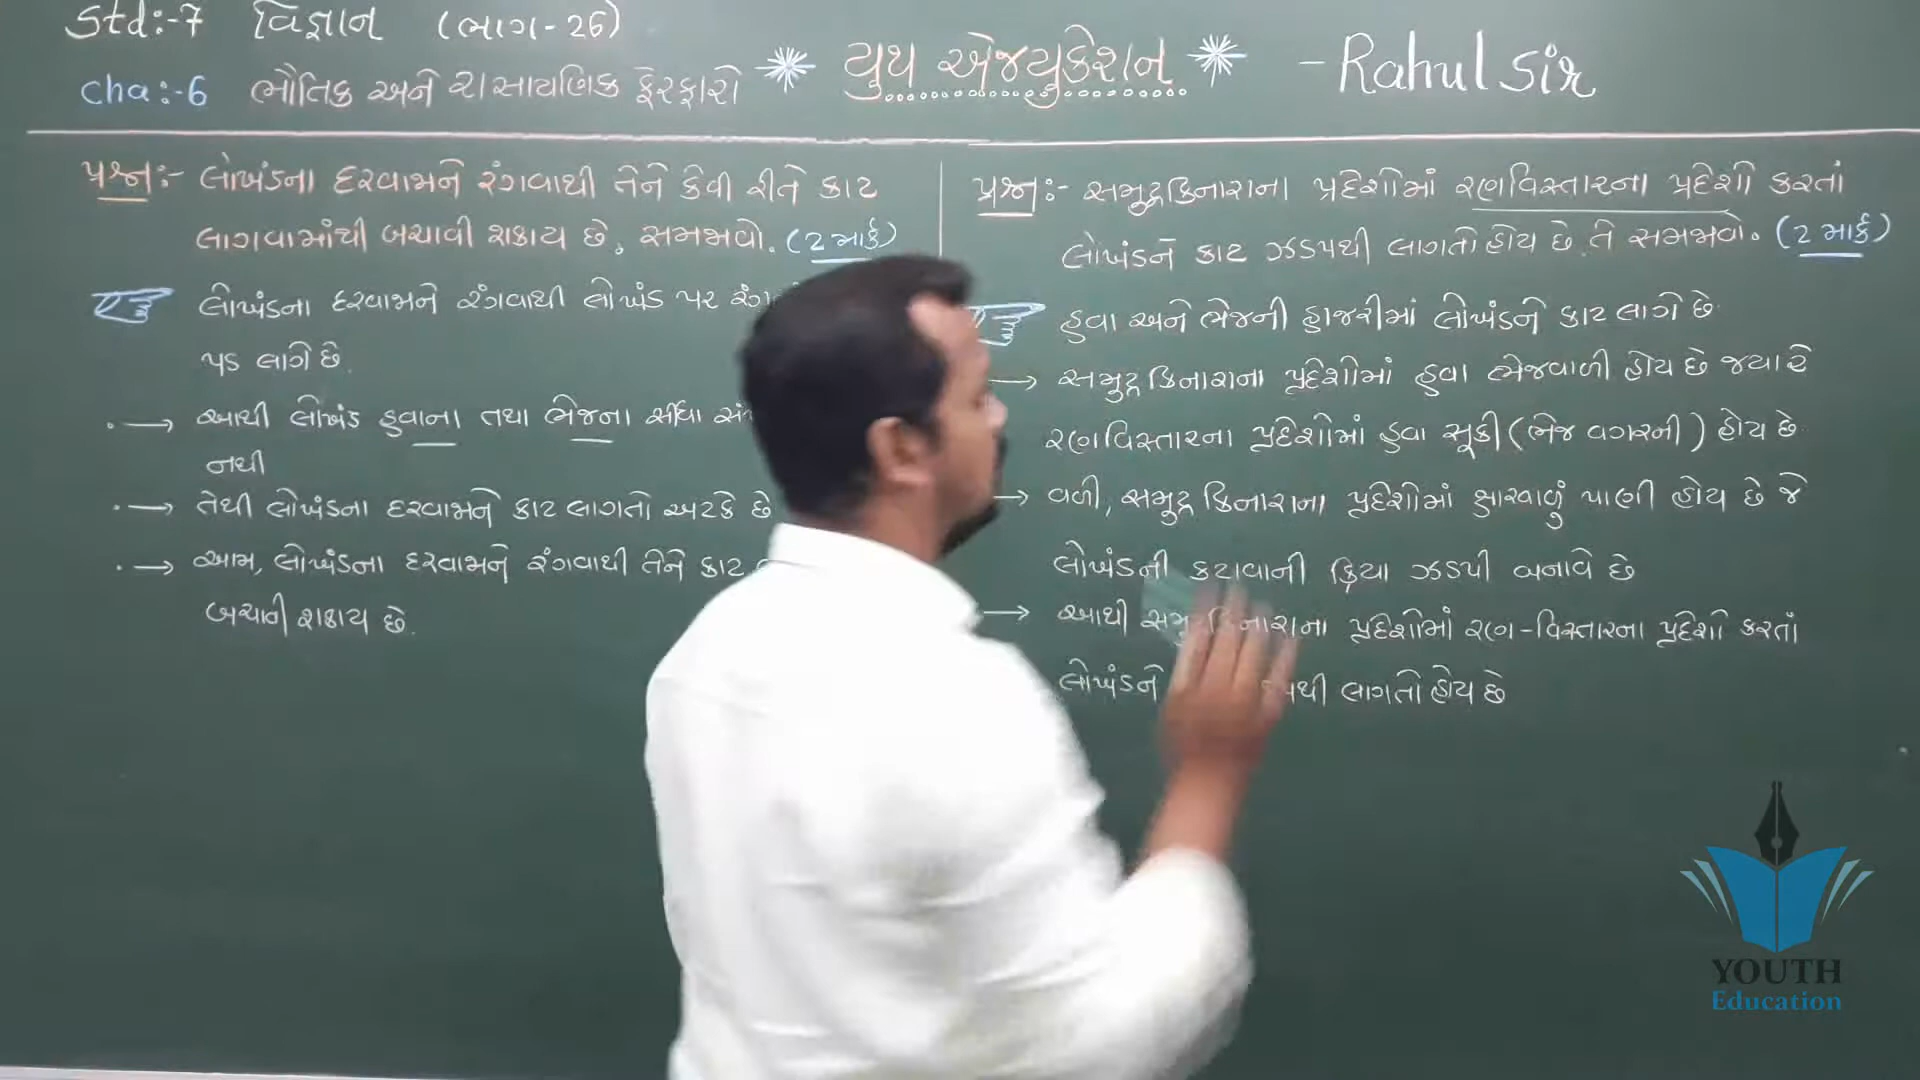 Std:-7 વિજ્ઞાન (ભાગ-26)
cha:-6 ભૌતિક અને રાસાયણિક ફેરફારો
યુથ એજ્યુકેશન
- Rahul Sir
પ્રશ્ન:- લોખંડના દરવાજાને રંગવાથી તેને કેવી રીતે કાટ
લાગવામાંથી બચાવી શકાય છે, સમજાવો. (2 માર્ક)
લોખંડના દરવાજાને રંગવાથી લોખંડ પર
પડ લાગે છે.
→ આથી લોખંડ હવાના તથા ભેજના સીધા
નથી
→ તેથી લોખંડના દરવાજાને કાટ લાગતો અટકે છે
→ આમ, લોખંડના દરવાજાને રંગવાથી તેને કાટ
બચાવી શકાય છે.
પ્રશ્ન:- સમુદ્રકિનારાના પ્રદેશોમાં રણવિસ્તારના પ્રદેશો કરતાં
લોખંડને કાટ ઝડપથી લાગતો હોય છે. તે સમજાવો. (2 માર્ક)
હવા અને ભેજની હાજરીમાં લોખંડને કાટ લાગે છે
→ સમુદ્રકિનારાના પ્રદેશોમાં હવા ભેજવાળી હોય છે જયારે
રણવિસ્તારના પ્રદેશોમાં હવા સૂકી (ભેજ વગરની) હોય છે
→ વળી, સમુદ્ર કિનારાના પ્રદેશોમાં ક્ષારવાળું પાણી હોય છે જે
લોખંડની કટાવાની ક્રિયા ઝડપી બનાવે છે
→ આથી પ્રદેશોમાં રણ-વિસ્તારના પ્રદેશો કરતાં
લોખંડને લાગતો હોય છે
YOUTH
Education